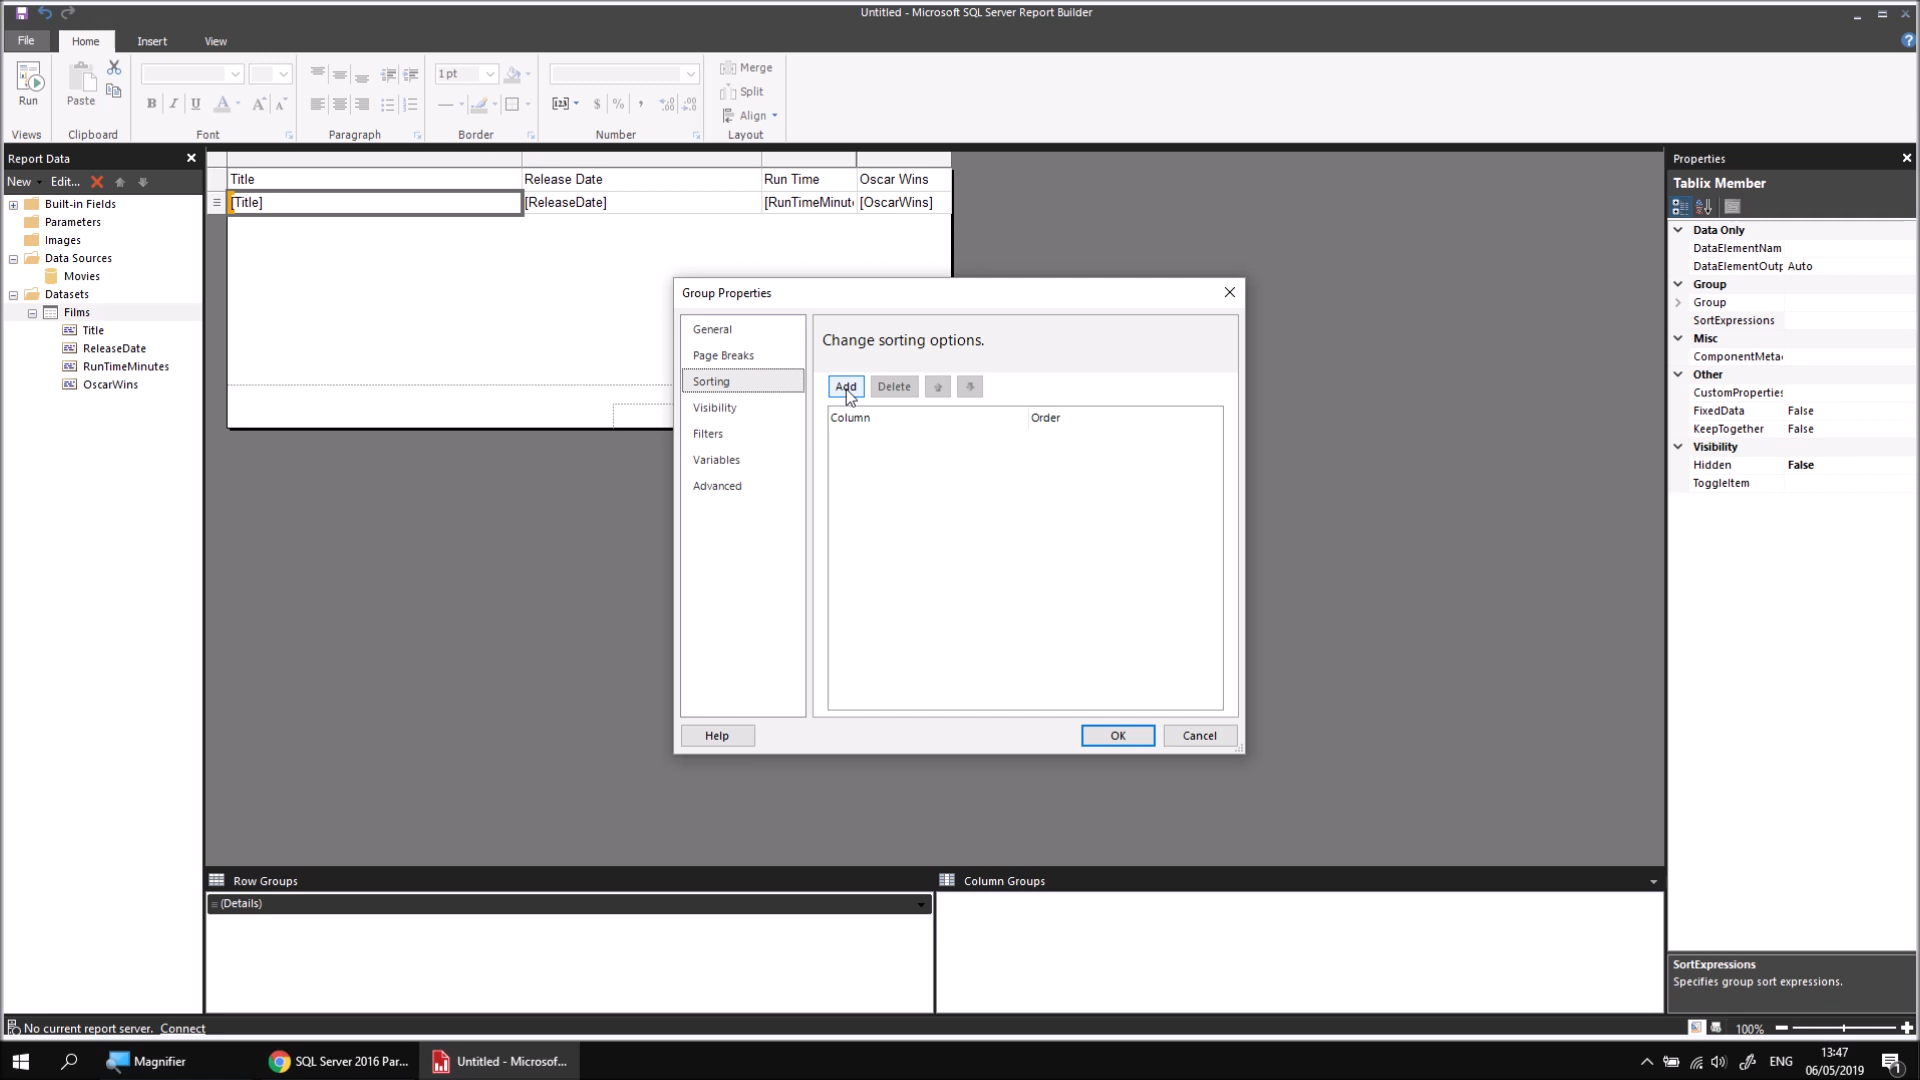 Untitled - Microsoft SQL Server Report Builder
File Home Insert View
Run Paste 1pt Merge
Split
Align
B I U A A A $ % ,
Views Clipboard Font Paragraph Border Number Layout
Report Data
New Edit...
Built-in Fields
Parameters
Images
Data Sources
Movies
Datasets
Films
Title
ReleaseDate
RunTimeMinutes
OscarWins
Title Release Date Run Time Oscar Wins
[Title] [ReleaseDate] [RunTimeMinut [OscarWins]
Group Properties
General
Page Breaks
Sorting
Visibility
Filters
Variables
Advanced
Change sorting options.
Add Delete
Column Order
Help OK Cancel
Properties
Tablix Member
Data Only
DataElementNam
DataElementOutp Auto
Group
Group
SortExpressions
Misc
ComponentMeta
Other
CustomProperties
FixedData False
KeepTogether False
Visibility
Hidden False
ToggleItem
SortExpressions
Specifies group sort expressions.
Row Groups Column Groups
(Details)
No current report server. Connect
100%
Magnifier SQL Server 2016 Par... Untitled - Microsof...
ENG 13:47
06/05/2019
1